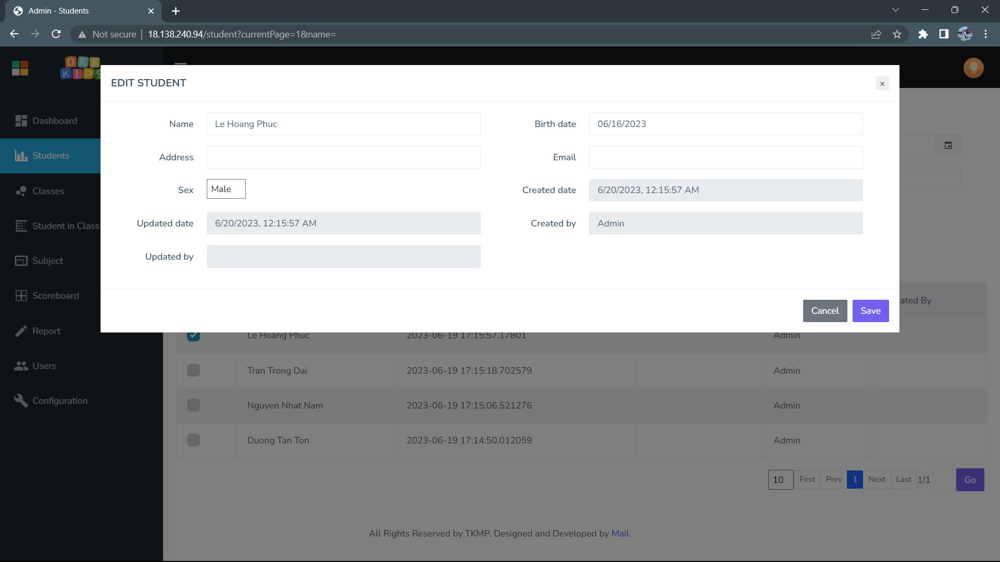 Admin - Students
Not secure
18.138.240.94/student?currentPage=1&name=
ONE
KIDS
EDIT STUDENT
Name
Le Hoang Phuc
Birth date
06/16/2023
Address
Email
Sex
Male
Created date
6/20/2023, 12:15:57 AM
Updated date
6/20/2023, 12:15:57 AM
Created by
Admin
Updated by
Cancel
Save
Dashboard
Students
Classes
Student in Class
Subject
Scoreboard
Report
Users
Configuration
ated By
Le Hoang Phuc 2023-06-19 17:15:57.17801 Admin
Tran Trong Dai 2023-06-19 17:15:18.702579 Admin
Nguyen Nhat Nam 2023-06-19 17:15:06.521276 Admin
Duong Tan Ton 2023-06-19 17:14:50.012059 Admin
10 First Prev 1 Next Last 1/1 Go
All Rights Reserved by TKMP. Designed and Developed by Mail.